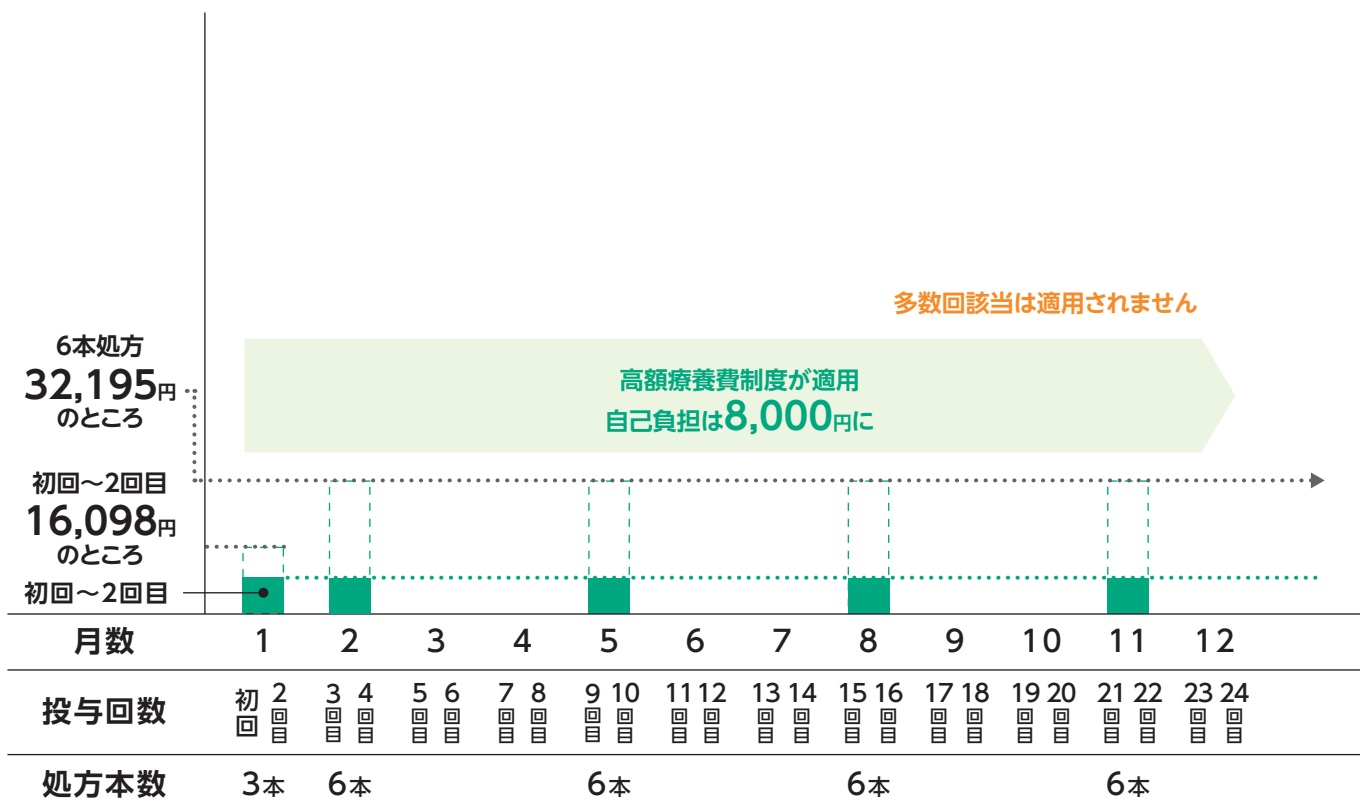 多数回該当は適用されません
6本処方
32,195円
のところ
高額療養費制度が適用
自己負担は8,000円に
初回～2回目
16,098円
のところ
初回～2回目
月数 1 2 3 4 5 6 7 8 9 10 11 12
投与回数 初回 2回目 3回目 4回目 5回目 6回目 7回目 8回目 9回目 10回目 11回目 12回目 13回目 14回目 15回目 16回目 17回目 18回目 19回目 20回目 21回目 22回目 23回目 24回目
処方本数 3本 6本 6本 6本 6本